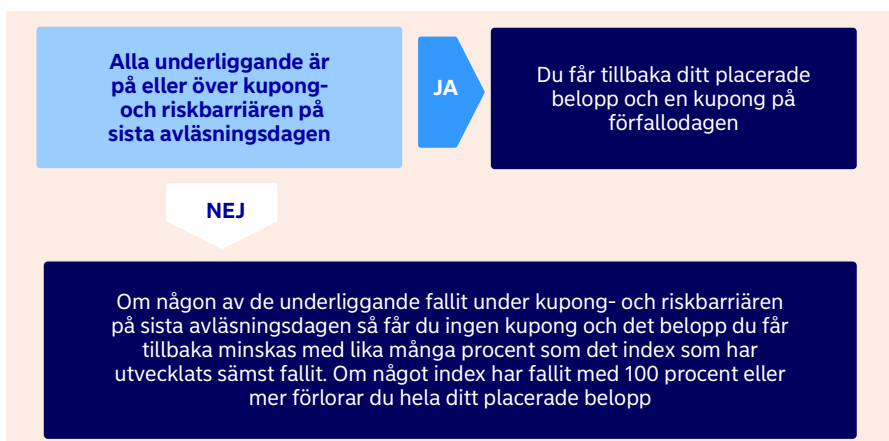 Alla underliggande är
på eller över kupong-
och riskbarriären på
sista avläsningsdagen
JA
Du får tillbaka ditt placerade
belopp och en kupong på
förfallodagen
NEJ
Om någon av de underliggande fallit under kupong- och riskbarriären
på sista avläsningsdagen så får du ingen kupong och det belopp du får
tillbaka minskas med lika många procent som det index som har
utvecklats sämst fallit. Om något index har fallit med 100 procent eller
mer förlorar du hela ditt placerade belopp